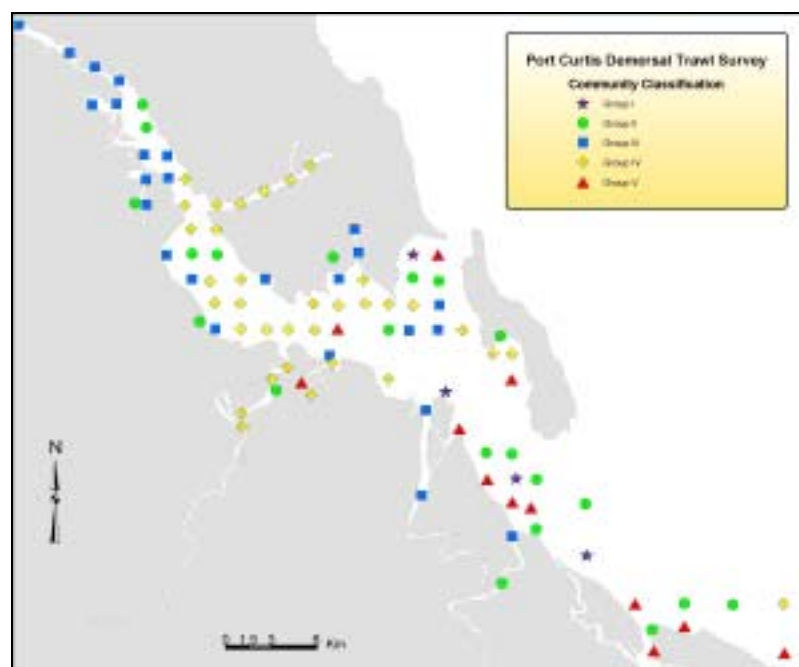 Port Curtis Demersal Trawl Survey
Community Classification
Group I
Group II
Group III
Group IV
Group V
N
Km